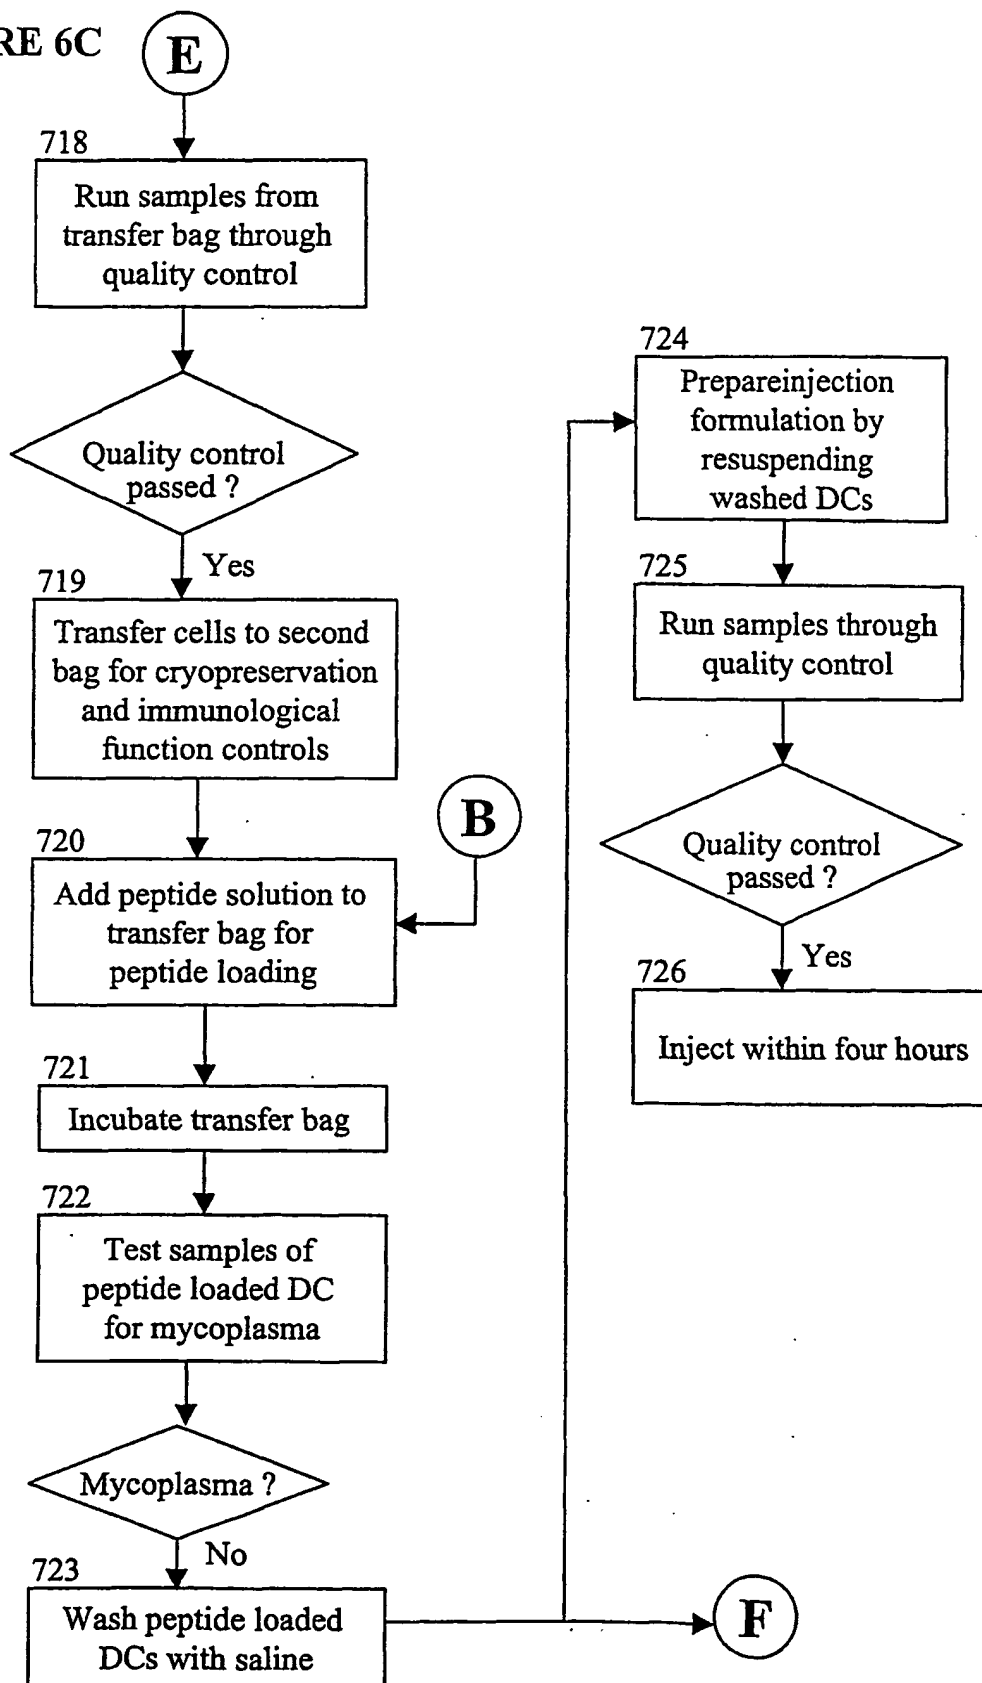 RE 6C
E
718
Run samples from
transfer bag through
quality control
Quality control
passed ?
Yes
719
Transfer cells to second
bag for cryopreservation
and immunological
function controls
B
720
Add peptide solution to
transfer bag for
peptide loading
721
Incubate transfer bag
722
Test samples of
peptide loaded DC
for mycoplasma
Mycoplasma ?
No
723
Wash peptide loaded
DCs with saline
F
724
Prepareinjection
formulation by
resuspending
washed DCs
725
Run samples through
quality control
Quality control
passed ?
Yes
726
Inject within four hours